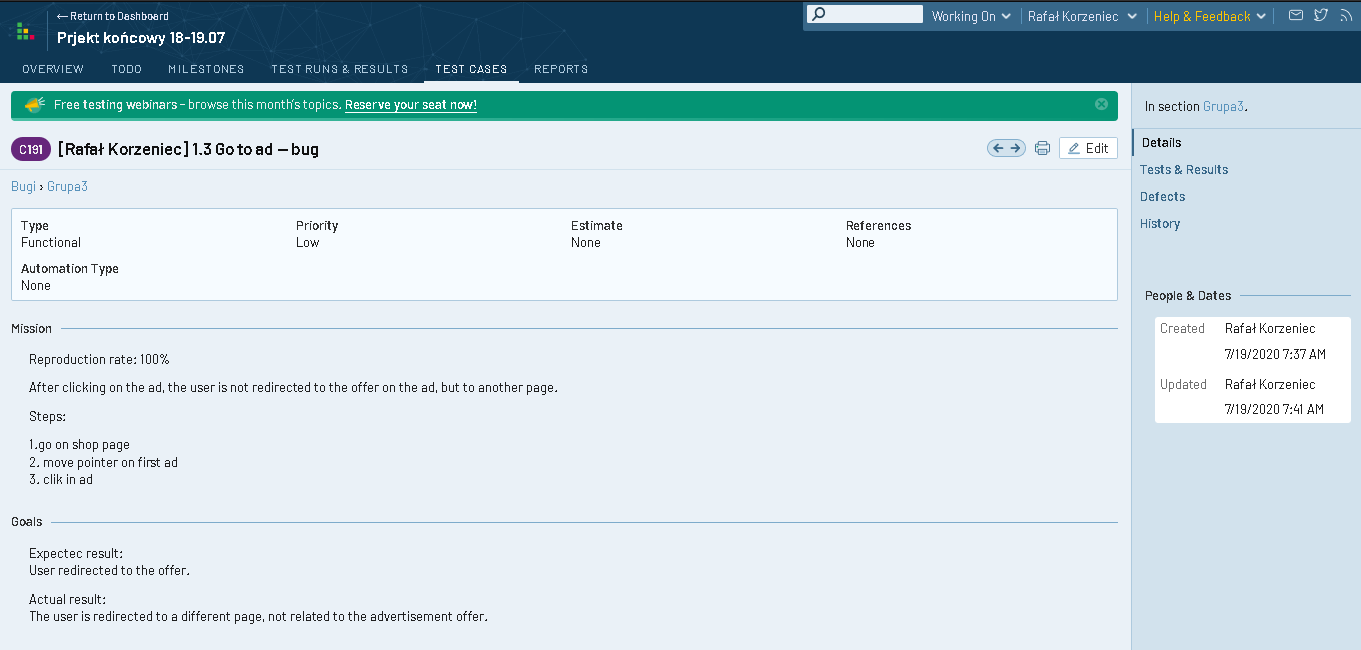 ← Return to Dashboard
Prjekt końcowy 18-19.07
Working On
Rafał Korzeniec
Help & Feedback
OVERVIEW TODO MILESTONES TEST RUNS & RESULTS TEST CASES REPORTS
Free testing webinars - browse this month's topics. Reserve your seat now!
In section Grupa3.
C191 [Rafał Korzeniec] 1.3 Go to ad – bug
Edit
Details
Tests & Results
Defects
History
Bugi › Grupa3
Type Priority Estimate References
Functional Low None None
Automation Type
None
People & Dates
Created Rafał Korzeniec
7/19/2020 7:37 AM
Updated Rafał Korzeniec
7/19/2020 7:41 AM
Mission
Reproduction rate: 100%
After clicking on the ad, the user is not redirected to the offer on the ad, but to another page.
Steps:
1.go on shop page
2. move pointer on first ad
3. clik in ad
Goals
Expectec result:
User redirected to the offer.
Actual result:
The user is redirected to a different page, not related to the advertisement offer.